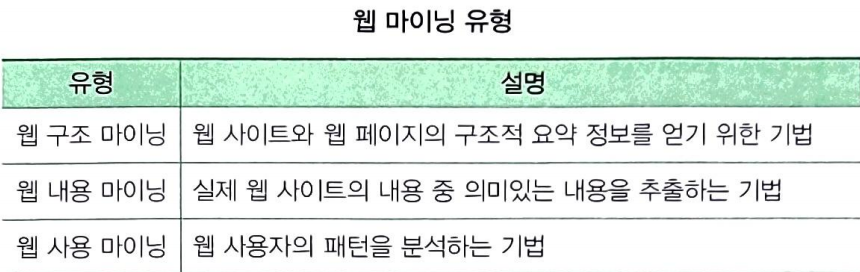 웹 마이닝 유형
유형 설명
웹 구조 마이닝 웹 사이트와 웹 페이지의 구조적 요약 정보를 얻기 위한 기법
웹 내용 마이닝 실제 웹 사이트의 내용 중 의미있는 내용을 추출하는 기법
웹 사용 마이닝 웹 사용자의 패턴을 분석하는 기법